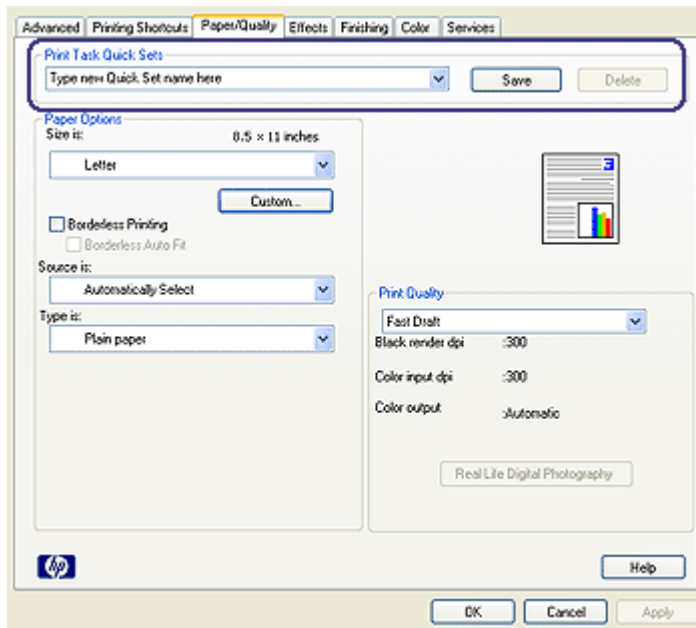 Advanced Printing Shortcuts Paper/Quality Effects Finishing Color Services
Print Task Quick Sets
Type new Quick Set name here Save Delete
Paper Options
Size is: 8.5 × 11 inches
Letter
Custom...
Borderless Printing
Borderless Auto Fit
Source is:
Automatically Select
Type is:
Plain paper
3
Print Quality
Fast Draft
Black render dpi :300
Color input dpi :300
Color output :Automatic
Real Life Digital Photography
hp
Help
OK Cancel Apply